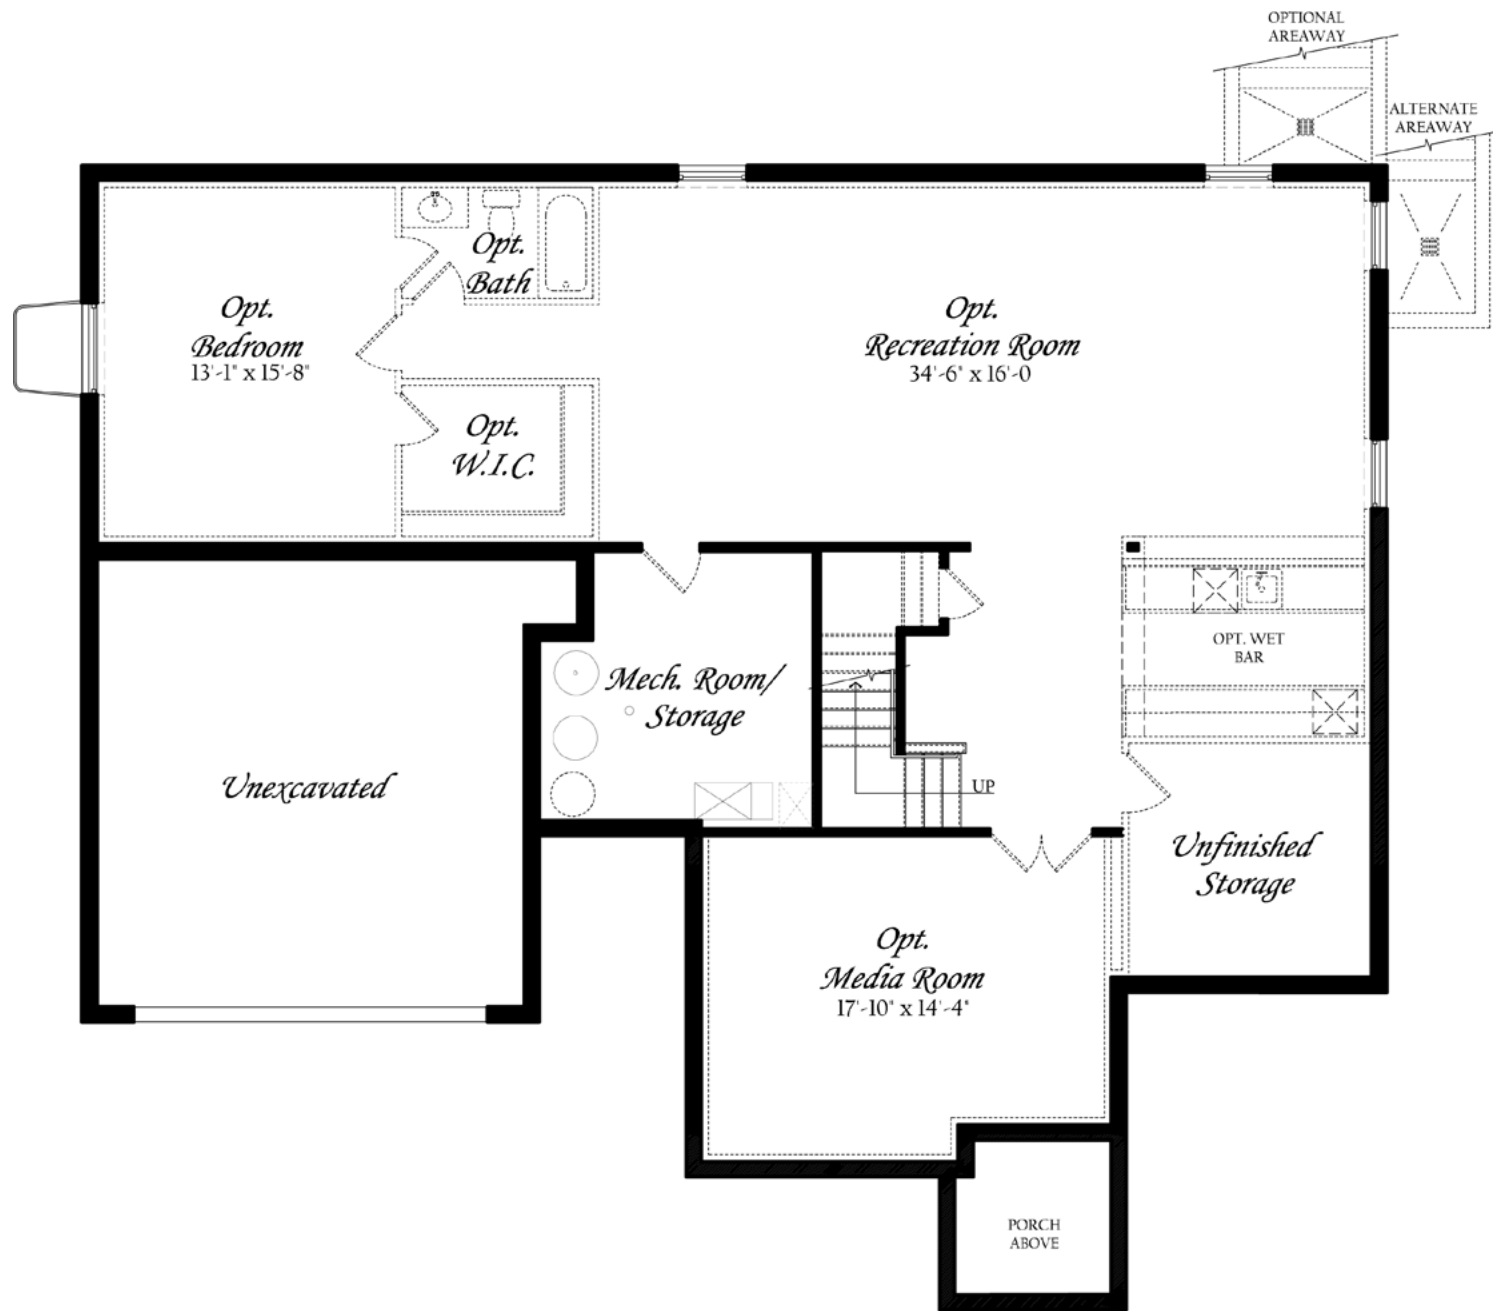 OPTIONAL
AREAWAY
ALTERNATE
AREAWAY
Opt.
Bath
Opt.
Bedroom
13'-1" x 15'-8"
Opt.
Recreation Room
34'-6" x 16'-0
Opt.
W.I.C.
OPT. WET
BAR
Mech. Room/
Storage
Unexcavated
UP
Unfinished
Storage
Opt.
Media Room
17'-10" x 14'-4"
PORCH
ABOVE